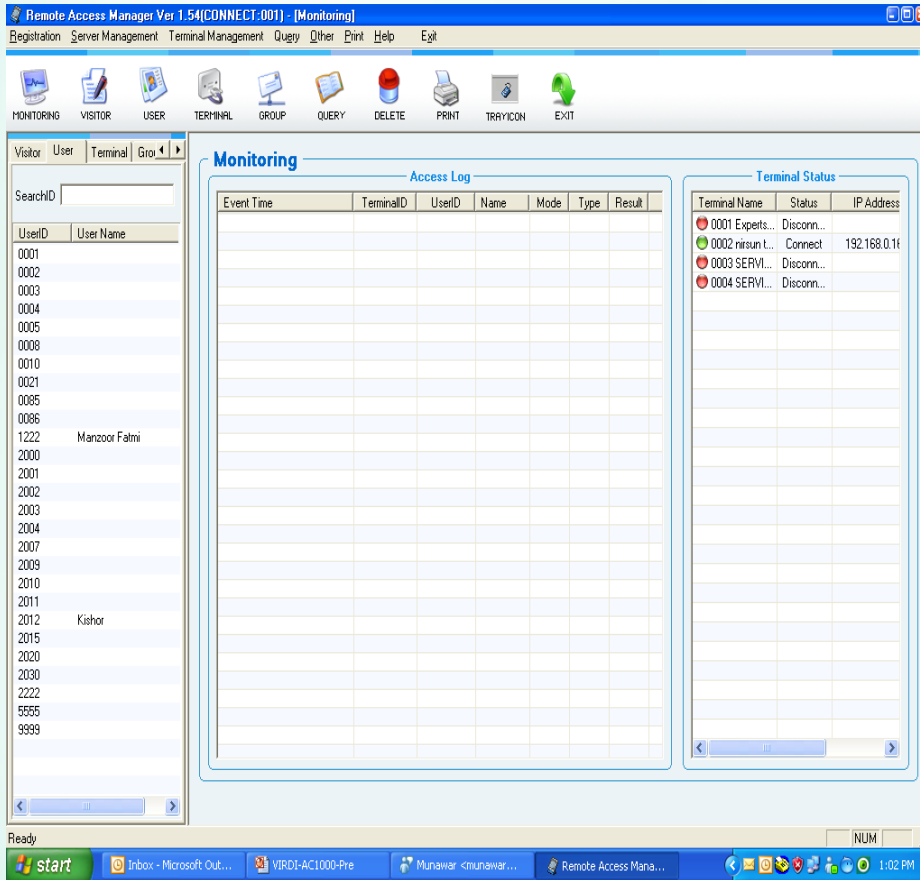 Remote Access Manager Ver 1.54(CONNECT:001) - [Monitoring]
Registration Server Management Terminal Management Query Other Print Help Exit
MONITORING VISITOR USER TERMINAL GROUP QUERY DELETE PRINT TRAYICON EXIT
Visitor User Terminal Grou
SearchID
UserID User Name
0001
0002
0003
0004
0005
0008
0010
0021
0085
0086
1222 Manzoor Fatmi
2000
2001
2002
2003
2004
2007
2009
2010
2011
2012 Kishor
2015
2020
2030
2222
5555
9999
Monitoring
Access Log
Event Time TerminalID UserID Name Mode Type Result
Terminal Status
Terminal Name Status IP Address
0001 Experts... Disconn...
0002 nirsun t... Connect 192.168.0.16
0003 SERVI... Disconn...
0004 SERVI... Disconn...
Ready NUM
start Inbox - Microsoft Out... VIRDI-AC1000-Pre Munawar <munawar... Remote Access Mana... 1:02 PM